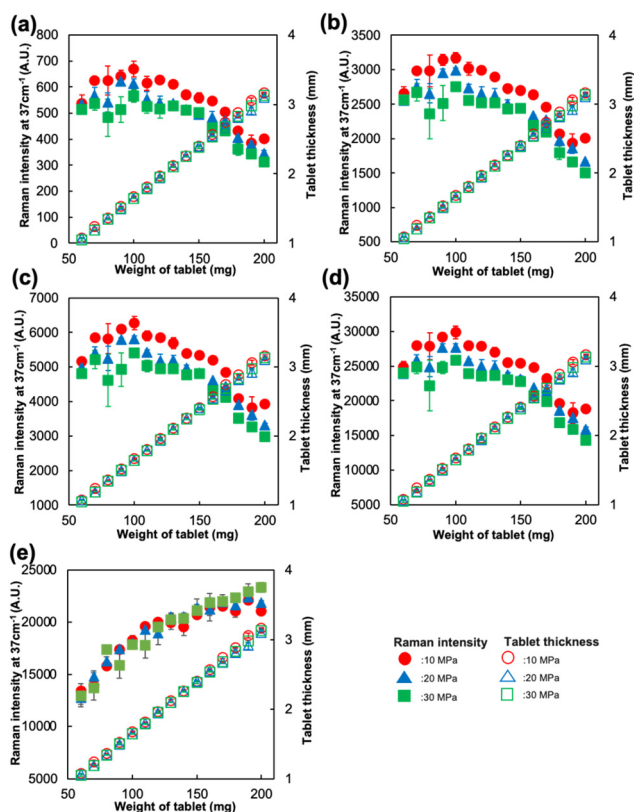 (a)
Raman intensity at 37cm⁻¹ (A.U.)
800
700
600
500
400
300
200
100
0
4
3
2
1
Tablet thickness (mm)
50 100 150 200
Weight of tablet (mg)
(b)
Raman intensity at 37cm⁻¹ (A.U.)
3500
3000
2500
2000
1500
1000
500
4
3
2
1
Tablet thickness (mm)
50 100 150 200
Weight of tablet (mg)
(c)
Raman intensity at 37cm⁻¹ (A.U.)
7000
6000
5000
4000
3000
2000
1000
4
3
2
1
Tablet thickness (mm)
50 100 150 200
Weight of tablet (mg)
(d)
Raman intensity at 37cm⁻¹ (A.U.)
35000
30000
25000
20000
15000
10000
5000
4
3
2
1
Tablet thickness (mm)
50 100 150 200
Weight of tablet (mg)
(e)
Raman intensity at 37cm⁻¹ (A.U.)
25000
20000
15000
10000
5000
4
3
2
1
Tablet thickness (mm)
50 100 150 200
Weight of tablet (mg)
Raman intensity Tablet thickness
:10 MPa :10 MPa
:20 MPa :20 MPa
:30 MPa :30 MPa